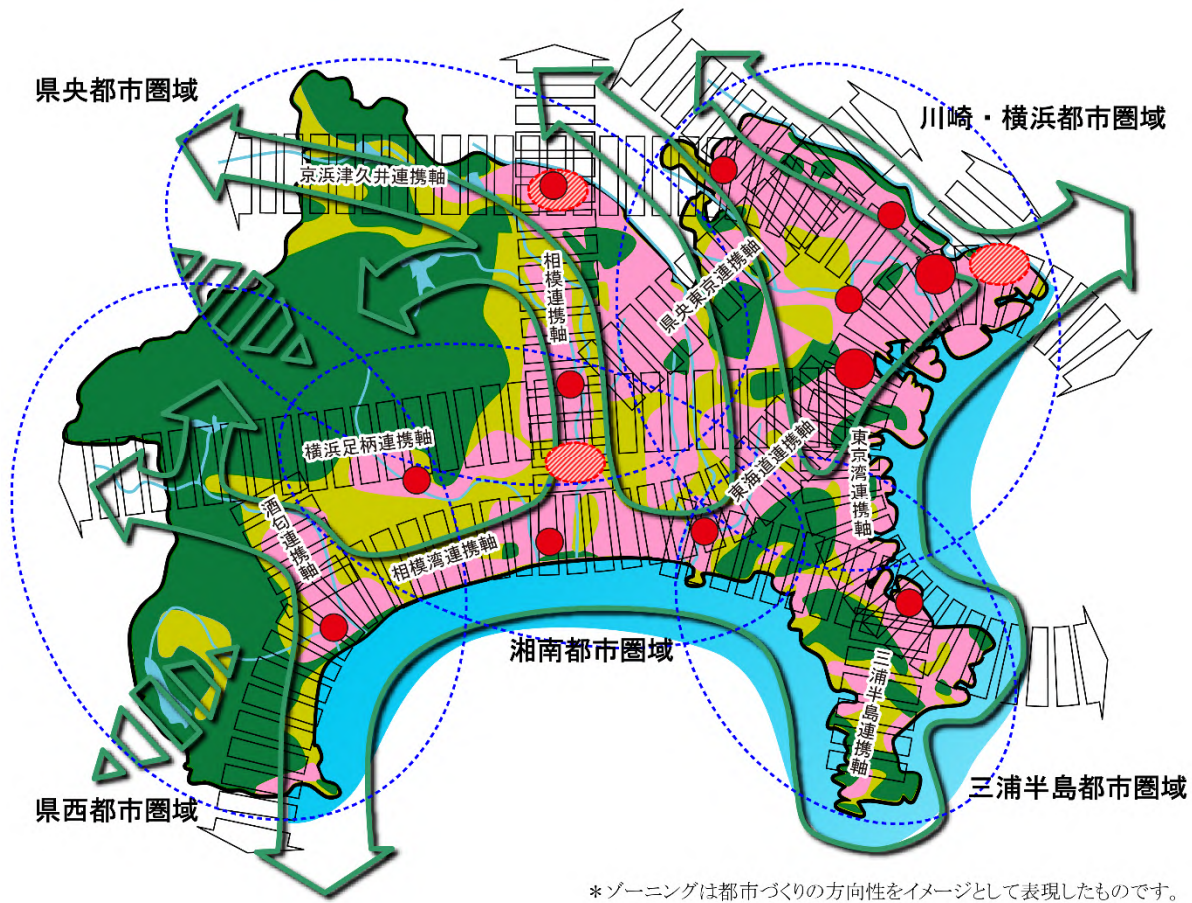 県央都市圏域
川崎・横浜都市圏域
京浜津久井連携軸
相模連携軸
県央東京連携軸
横浜足柄連携軸
東海道連携軸
東京湾連携軸
酒匂連携軸
相模湾連携軸
湘南都市圏域
三浦半島連携軸
県西都市圏域
三浦半島都市圏域
＊ゾーニングは都市づくりの方向性をイメージとして表現したものです。